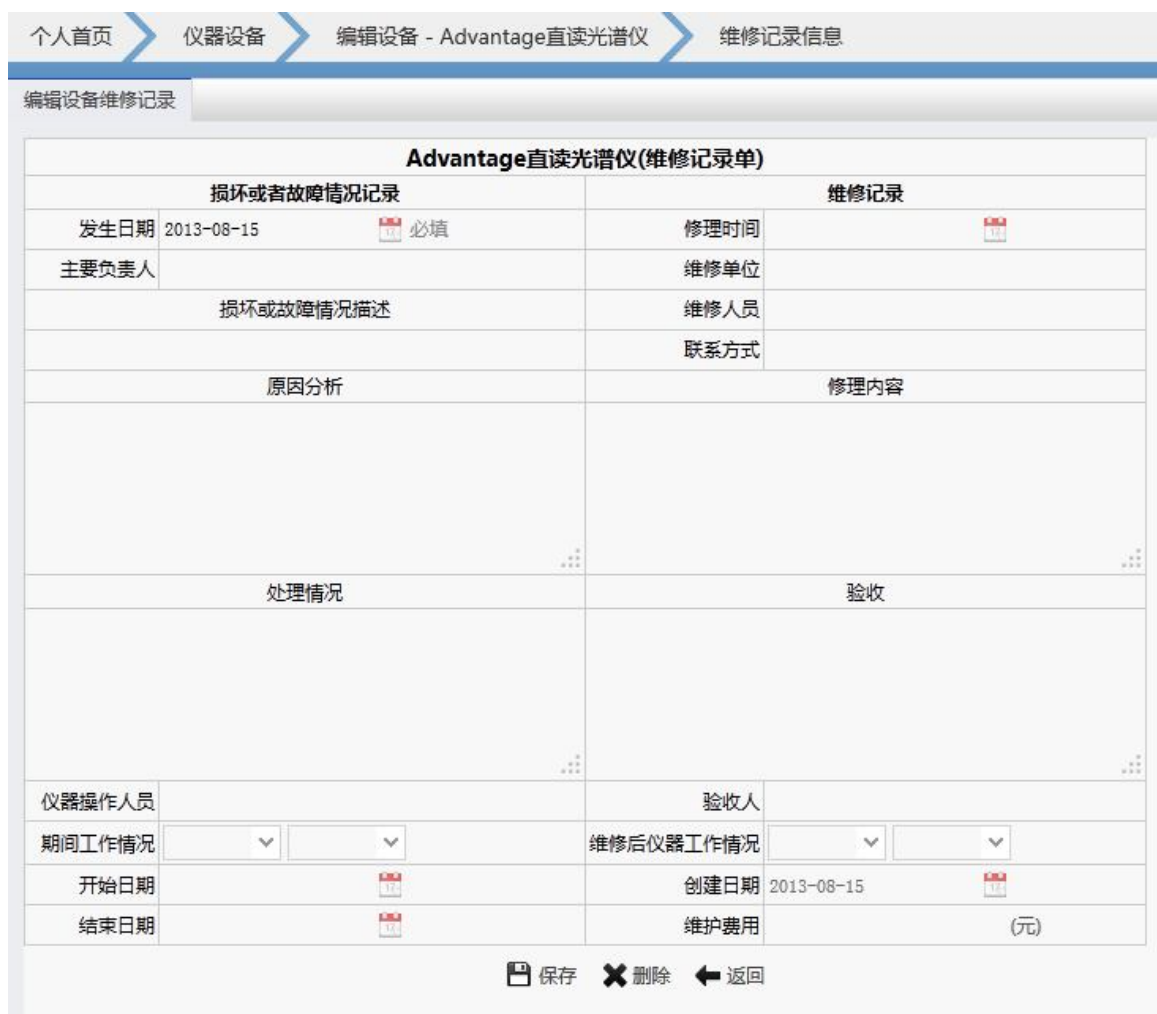 个人首页 仪器设备 编辑设备 - Advantage直读光谱仪 维修记录信息
编辑设备维修记录
Advantage直读光谱仪(维修记录单)
损坏或者故障情况记录 维修记录
发生日期 2013-08-15 必填 修理时间
主要负责人 维修单位
损坏或故障情况描述 维修人员
联系方式
原因分析 修理内容
处理情况 验收
仪器操作人员 验收人
期间工作情况 维修后仪器工作情况
开始日期 创建日期 2013-08-15
结束日期 维护费用 (元)
保存 删除 返回